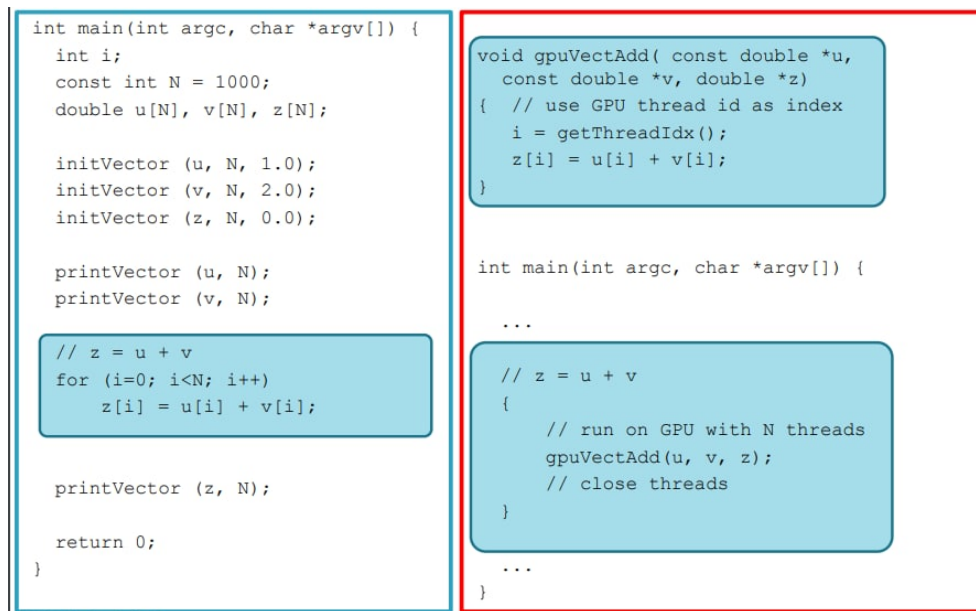 int main(int argc, char *argv[]) {
int i;
const int N = 1000;
double u[N], v[N], z[N];
initVector (u, N, 1.0);
initVector (v, N, 2.0);
initVector (z, N, 0.0);
printVector (u, N);
printVector (v, N);
// z = u + v
for (i=0; i<N; i++)
z[i] = u[i] + v[i];
printVector (z, N);
return 0;
}
void gpuVectAdd( const double *u,
const double *v, double *z)
{ // use GPU thread id as index
i = getThreadIdx();
z[i] = u[i] + v[i];
}
int main(int argc, char *argv[]) {
...
// z = u + v
{
// run on GPU with N threads
gpuVectAdd(u, v, z);
// close threads
}
...
}